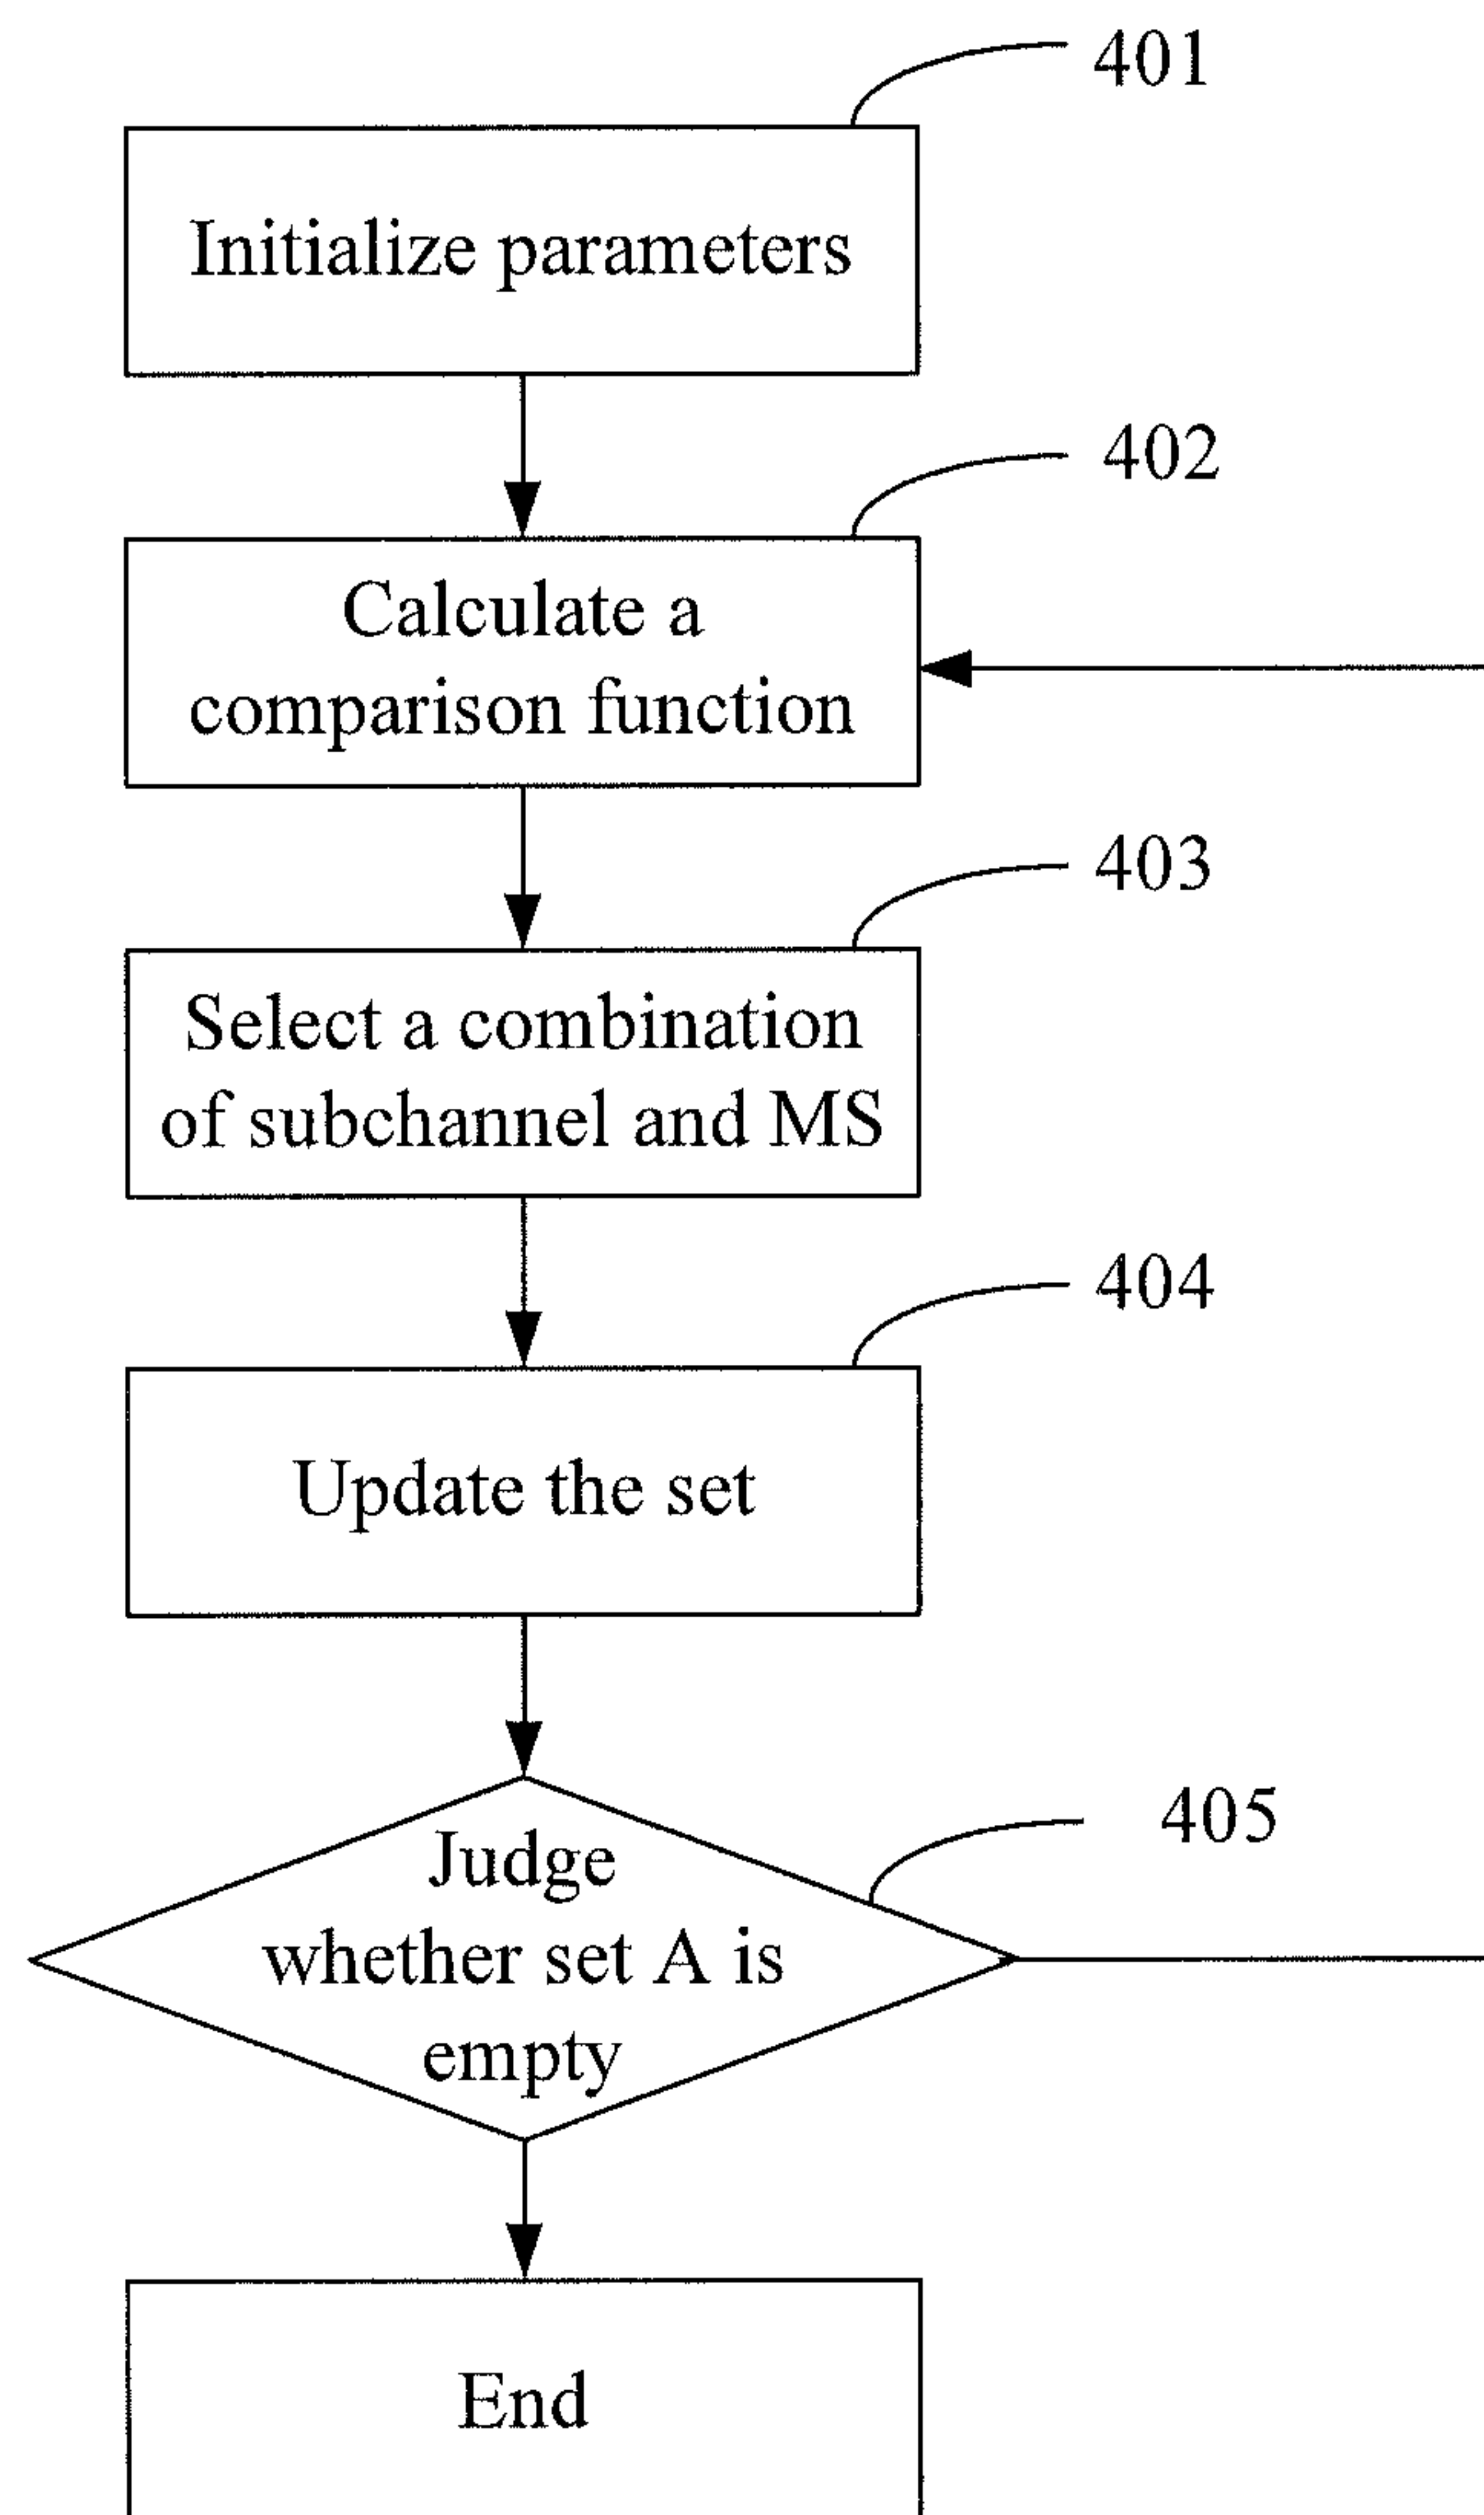 401
Initialize parameters
402
Calculate a
comparison function
403
Select a combination
of subchannel and MS
404
Update the set
405
Judge
whether set A is
empty
End